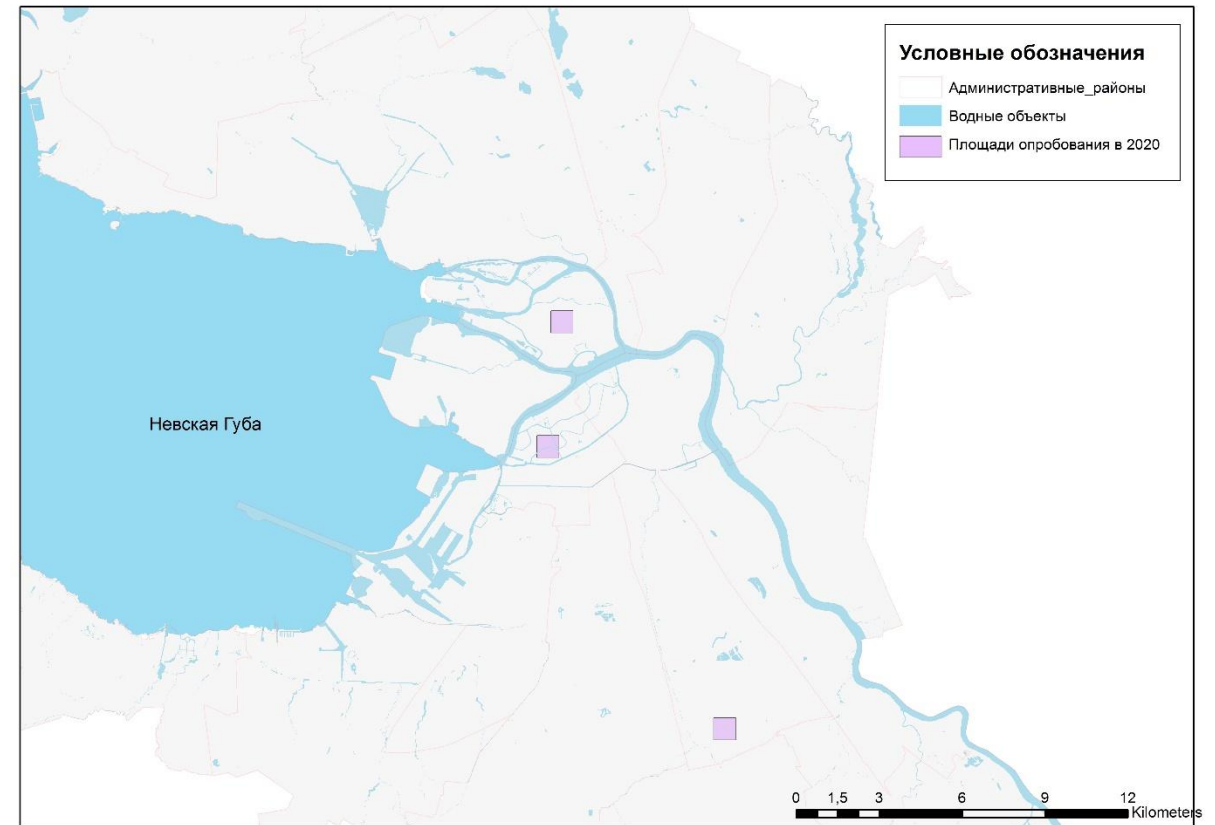 Условные обозначения
Административные_районы
Водные объекты
Площади опробования в 2020
Невская Губа
0 1,5 3 6 9 12
Kilometers